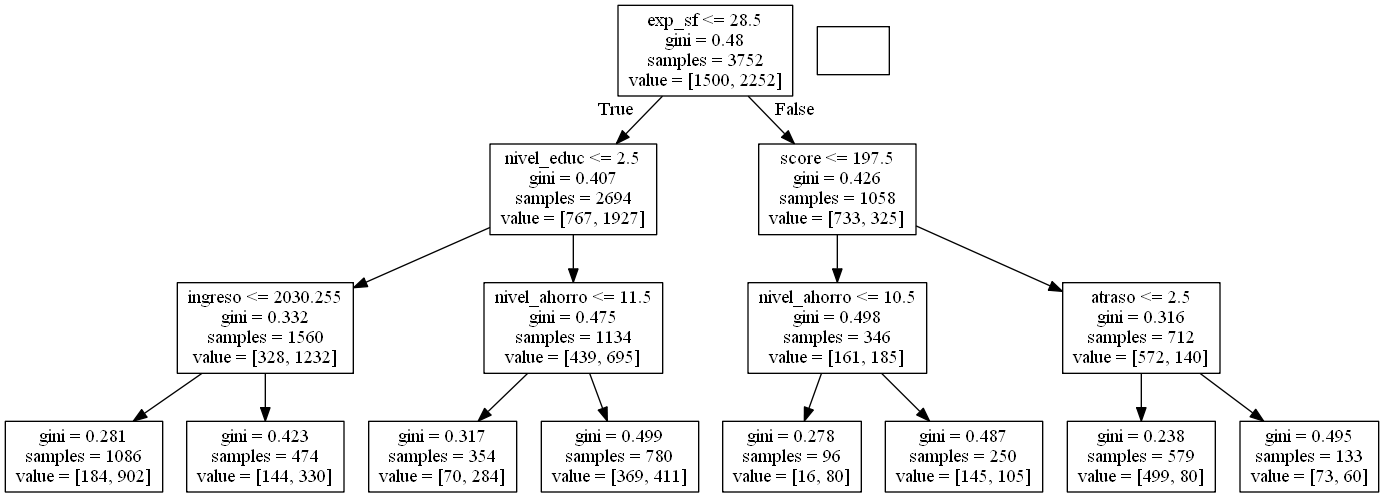 exp_sf <= 28.5
gini = 0.48
samples = 3752
value = [1500, 2252]
True
False
nivel_educ <= 2.5
gini = 0.407
samples = 2694
value = [767, 1927]
score <= 197.5
gini = 0.426
samples = 1058
value = [733, 325]
ingreso <= 2030.255
gini = 0.332
samples = 1560
value = [328, 1232]
nivel_ahorro <= 11.5
gini = 0.475
samples = 1134
value = [439, 695]
nivel_ahorro <= 10.5
gini = 0.498
samples = 346
value = [161, 185]
atraso <= 2.5
gini = 0.316
samples = 712
value = [572, 140]
gini = 0.281
samples = 1086
value = [184, 902]
gini = 0.423
samples = 474
value = [144, 330]
gini = 0.317
samples = 354
value = [70, 284]
gini = 0.499
samples = 780
value = [369, 411]
gini = 0.278
samples = 96
value = [16, 80]
gini = 0.487
samples = 250
value = [145, 105]
gini = 0.238
samples = 579
value = [499, 80]
gini = 0.495
samples = 133
value = [73, 60]